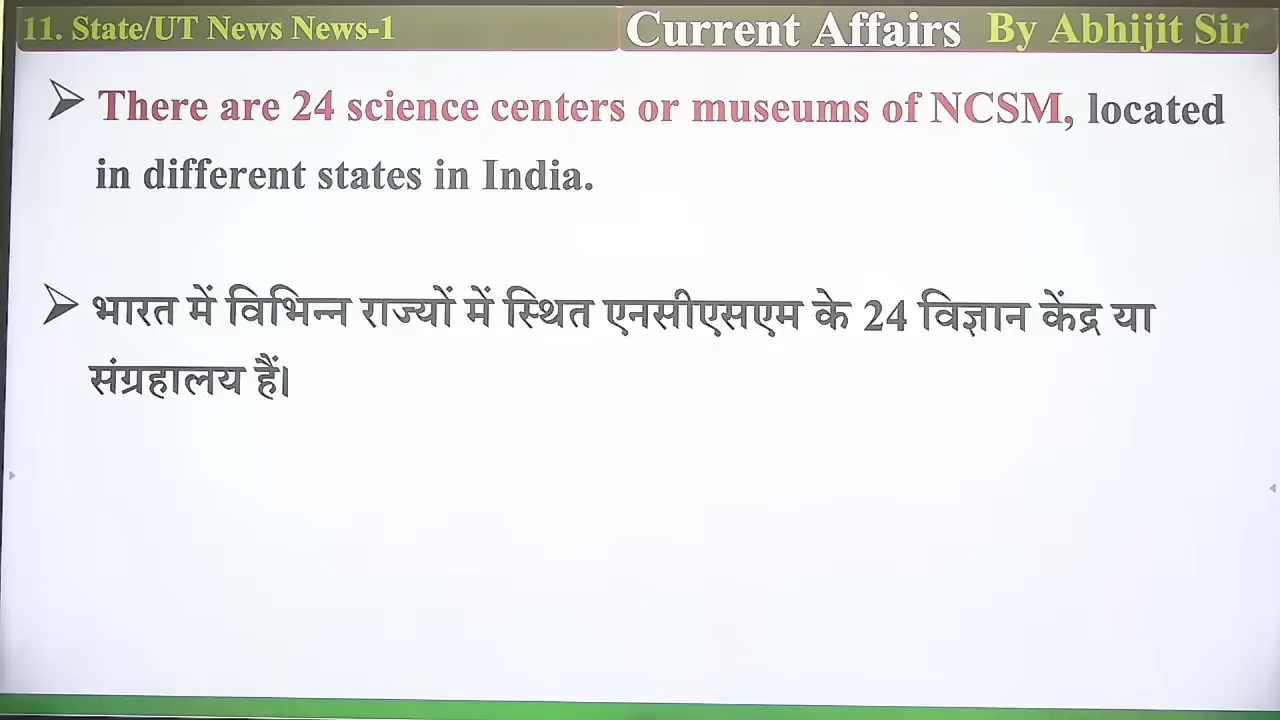 11. State/UT News News-1
Current Affairs By Abhijit Sir
There are 24 science centers or museums of NCSM, located
in different states in India.
भारत में विभिन्न राज्यों में स्थित एनसीएसएम के 24 विज्ञान केंद्र या
संग्रहालय हैं।